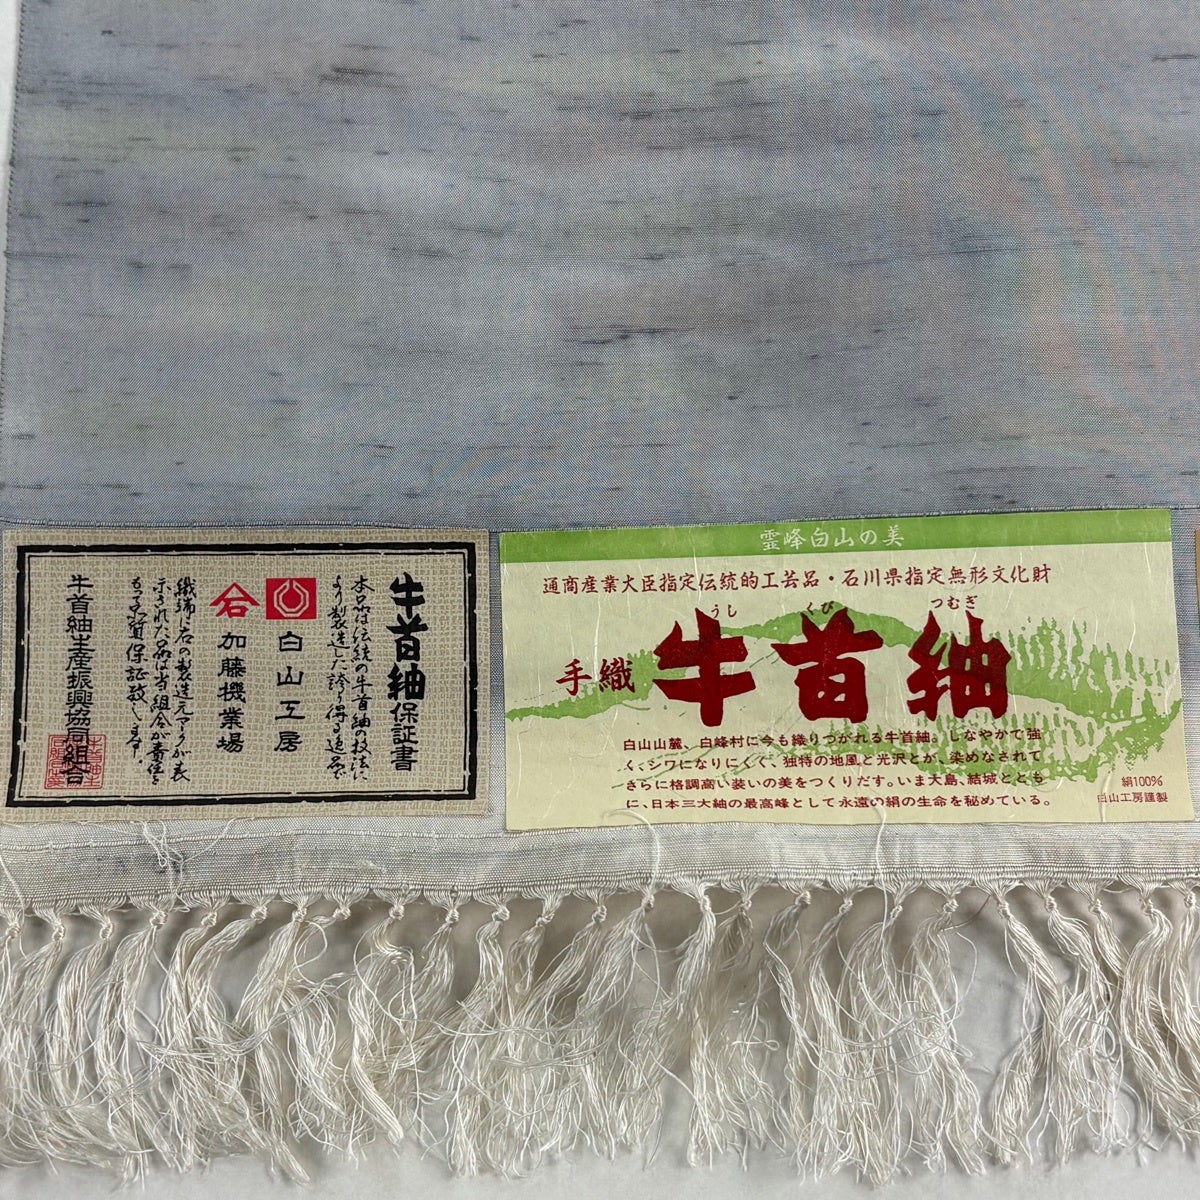 牛首紬保証書
本品は伝統の牛首紬の技法に
より製造した誇り得る逸品で
白山工房
加藤機業場
織端に右の製造元マークが表
示された品は当組合が責任を
もって品質保証致します。
牛首紬生産振興協同組合
霊峰白山の美
通商産業大臣指定伝統的工芸品・石川県指定無形文化財
うし くび つむぎ
手織 牛首紬
白山山麓、白峰村に今も織りつがれる牛首紬。しなやかで強
く、シワになりにくく、独特の地風と光沢とが、染めなされて
さらに格調高い装いの美をつくりだす。いま大島、結城ととも
に、日本三大紬の最高峰として永遠の絹の生命を秘めている。
絹100%
白山工房謹製